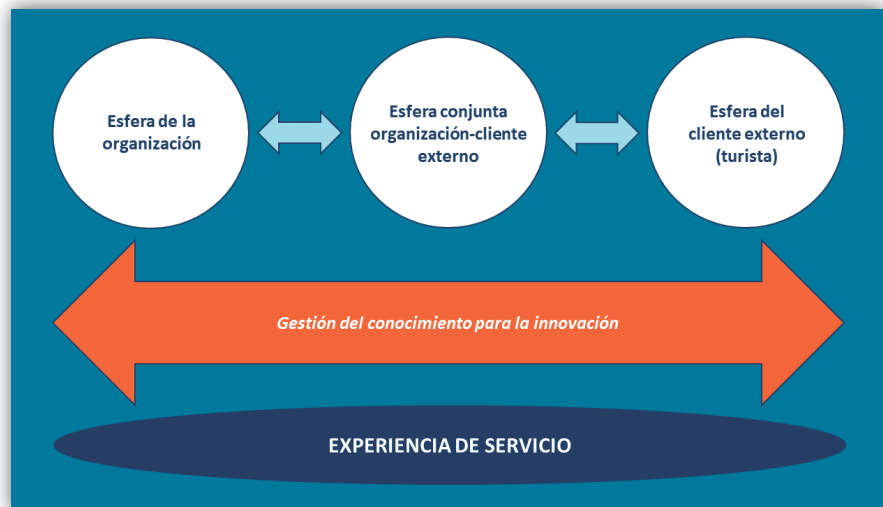 Esfera de la
organización
Esfera conjunta
organización-cliente
externo
Esfera del
cliente externo
(turista)
Gestión del conocimiento para la innovación
EXPERIENCIA DE SERVICIO